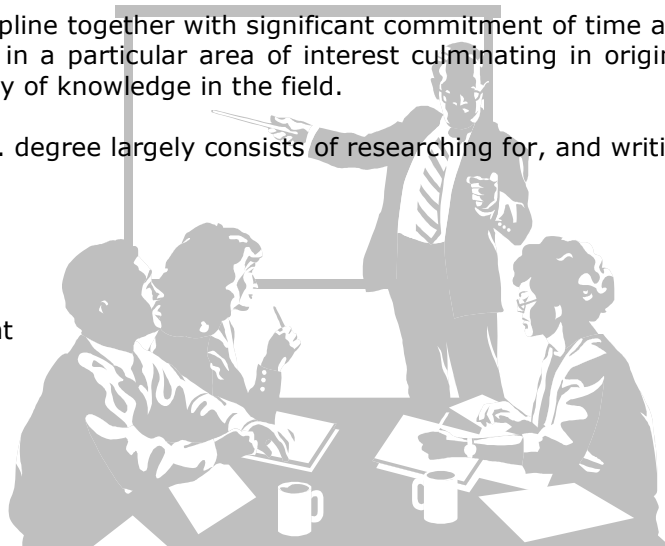 pline together with significant commitment of time a
in a particular area of interest culminating in origin
y of knowledge in the field.
. degree largely consists of researching for, and writi
t